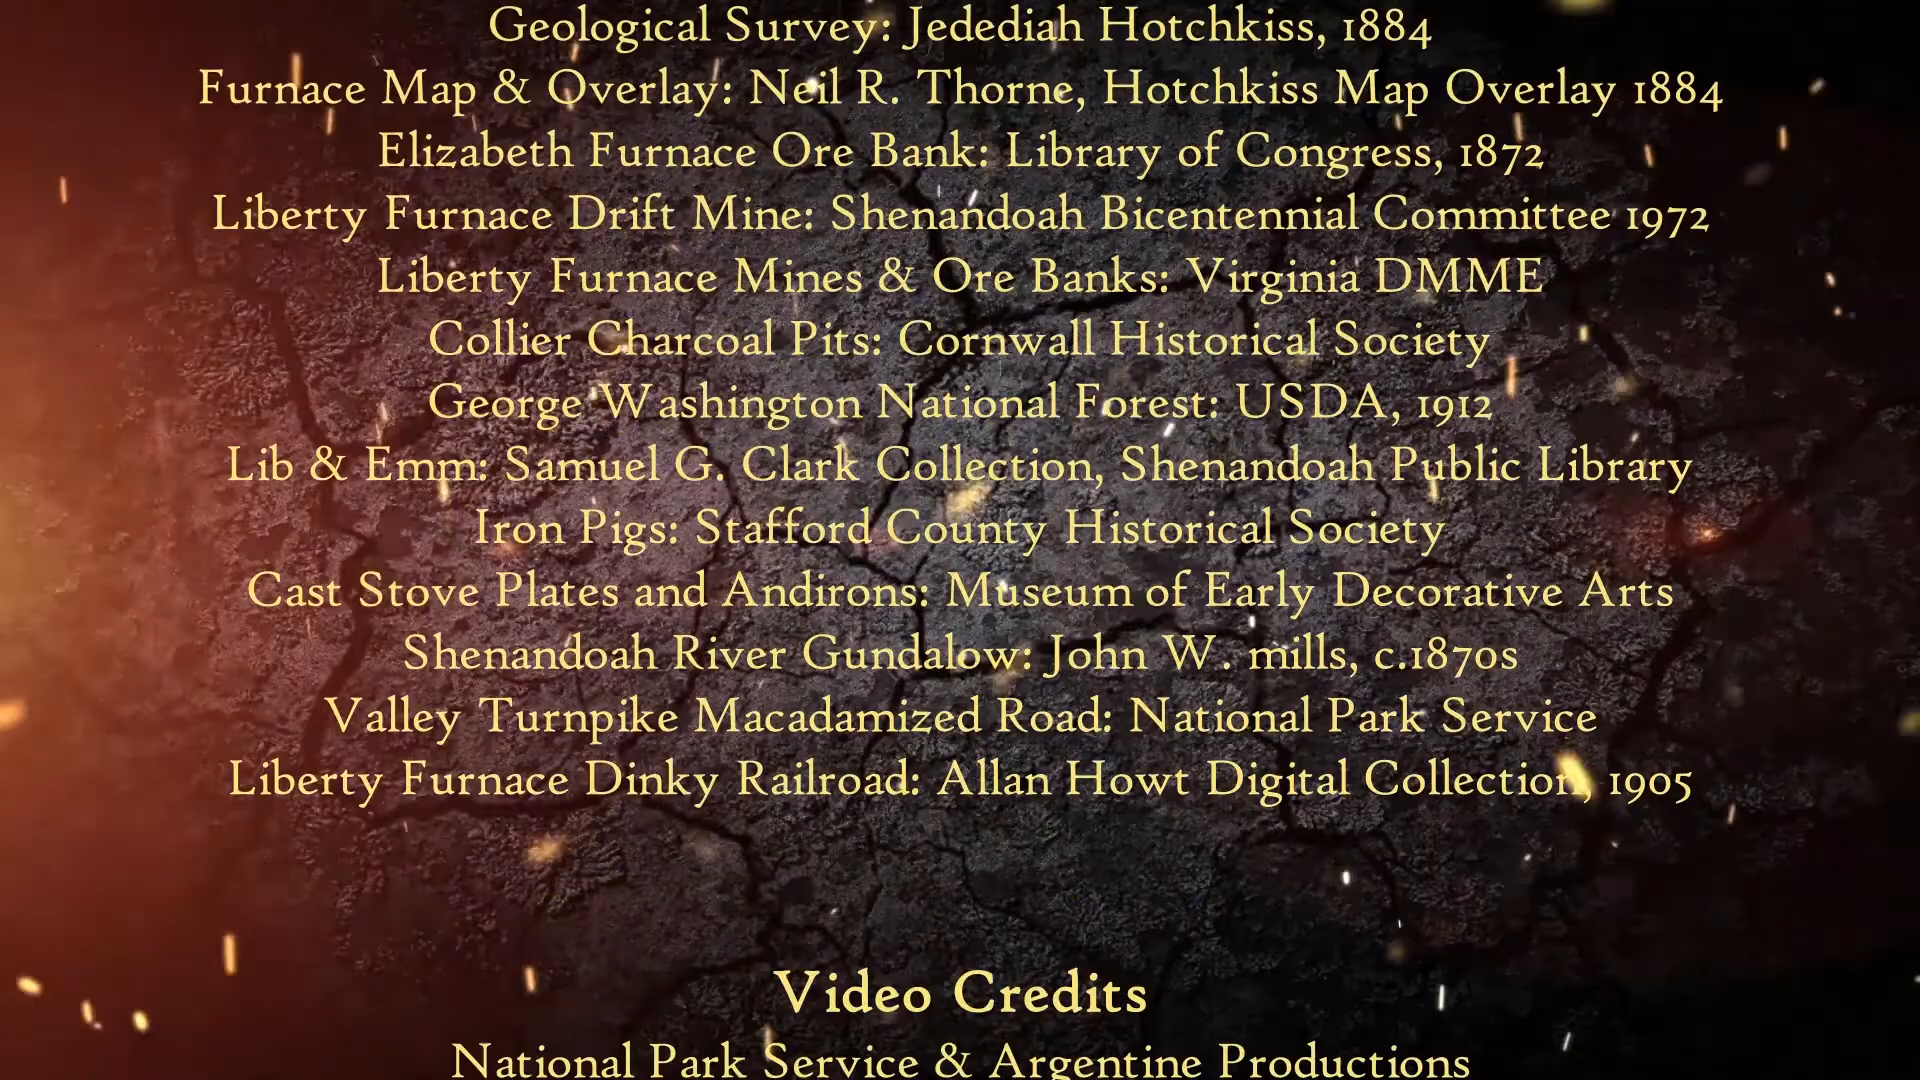 Geological Survey: Jedediah Hotchkiss, 1884
Furnace Map & Overlay: Neil R. Thorne, Hotchkiss Map Overlay 1884
Elizabeth Furnace Ore Bank: Library of Congress, 1872
Liberty Furnace Drift Mine: Shenandoah Bicentennial Committee 1972
Liberty Furnace Mines & Ore Banks: Virginia DMME
Collier Charcoal Pits: Cornwall Historical Society
George Washington National Forest: USDA, 1912
Lib & Emm: Samuel G. Clark Collection, Shenandoah Public Library
Iron Pigs: Stafford County Historical Society
Cast Stove Plates and Andirons: Museum of Early Decorative Arts
Shenandoah River Gundalow: John W. mills, c.1870s
Valley Turnpike Macadamized Road: National Park Service
Liberty Furnace Dinky Railroad: Allan Howt Digital Collection, 1905
Video Credits
National Park Service & Argentine Productions